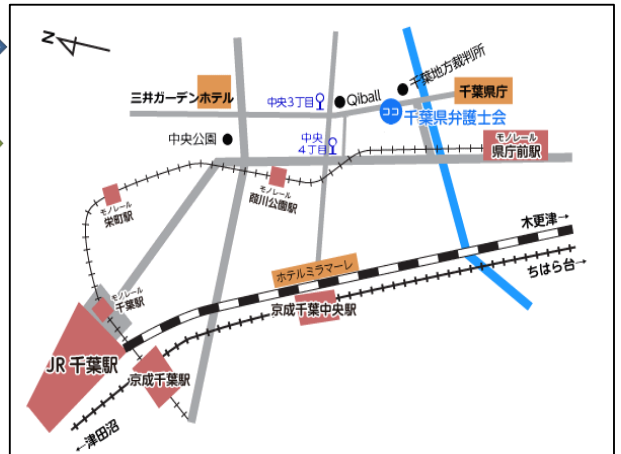 N
千葉地方裁判所
三井ガーデンホテル
中央3丁目
Qiball
千葉県庁
ココ
千葉県弁護士会
中央公園
中央
4丁目
モノレール
県庁前駅
モノレール
葭川公園駅
モノレール
栄町駅
木更津→
ちはら台→
ホテルミラマーレ
モノレール
千葉駅
京成千葉中央駅
JR 千葉駅
京成千葉駅
←津田沼